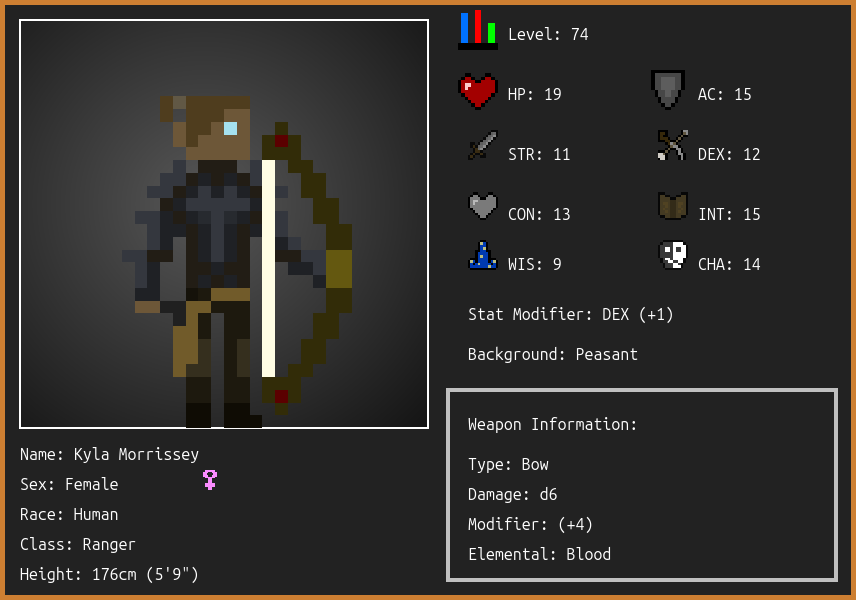 Level: 74
HP: 19
AC: 15
STR: 11
DEX: 12
CON: 13
INT: 15
WIS: 9
CHA: 14
Stat Modifier: DEX (+1)
Background: Peasant
Weapon Information:
Type: Bow
Damage: d6
Modifier: (+4)
Elemental: Blood
Name: Kyla Morrissey
Sex: Female
Race: Human
Class: Ranger
Height: 176cm (5'9")